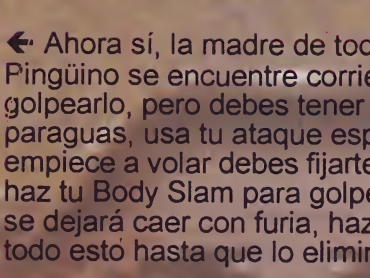 ← Ahora sí, la madre de tod
Pingüino se encuentre corrie
golpearlo, pero debes tener
paraguas, usa tu ataque esp
empiece a volar debes fijarte
haz tu Body Slam para golpe
se dejará caer con furia, haz
todo esto hasta que lo elimin